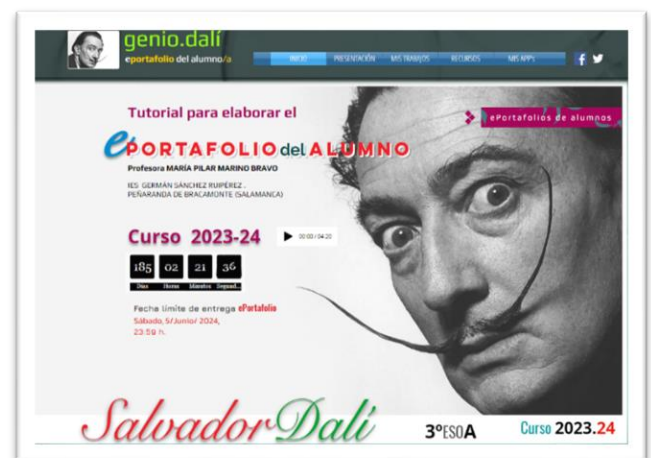 genio.dalí
eportafolio del alumno/a
INICIO PRESENTACIÓN MIS TRABAJOS RECURSOS MIS APPs
Tutorial para elaborar el
ePortafolios de alumnos
ePORTAFOLIO del ALUMNO
Profesora MARÍA PILAR MARINO BRAVO
IES GERMÁN SÁNCHEZ RUIPÉREZ .
PEÑARANDA DE BRACAMONTE (SALAMANCA)
Curso 2023-24
00:00 / 04:20
185 02 21 36
Días Horas Minutos Segund...
Fecha límite de entrega ePortafolio
Sábado, 5/Junio/ 2024,
23:59 h.
Salvador Dalí
3ºESOA
Curso 2023.24